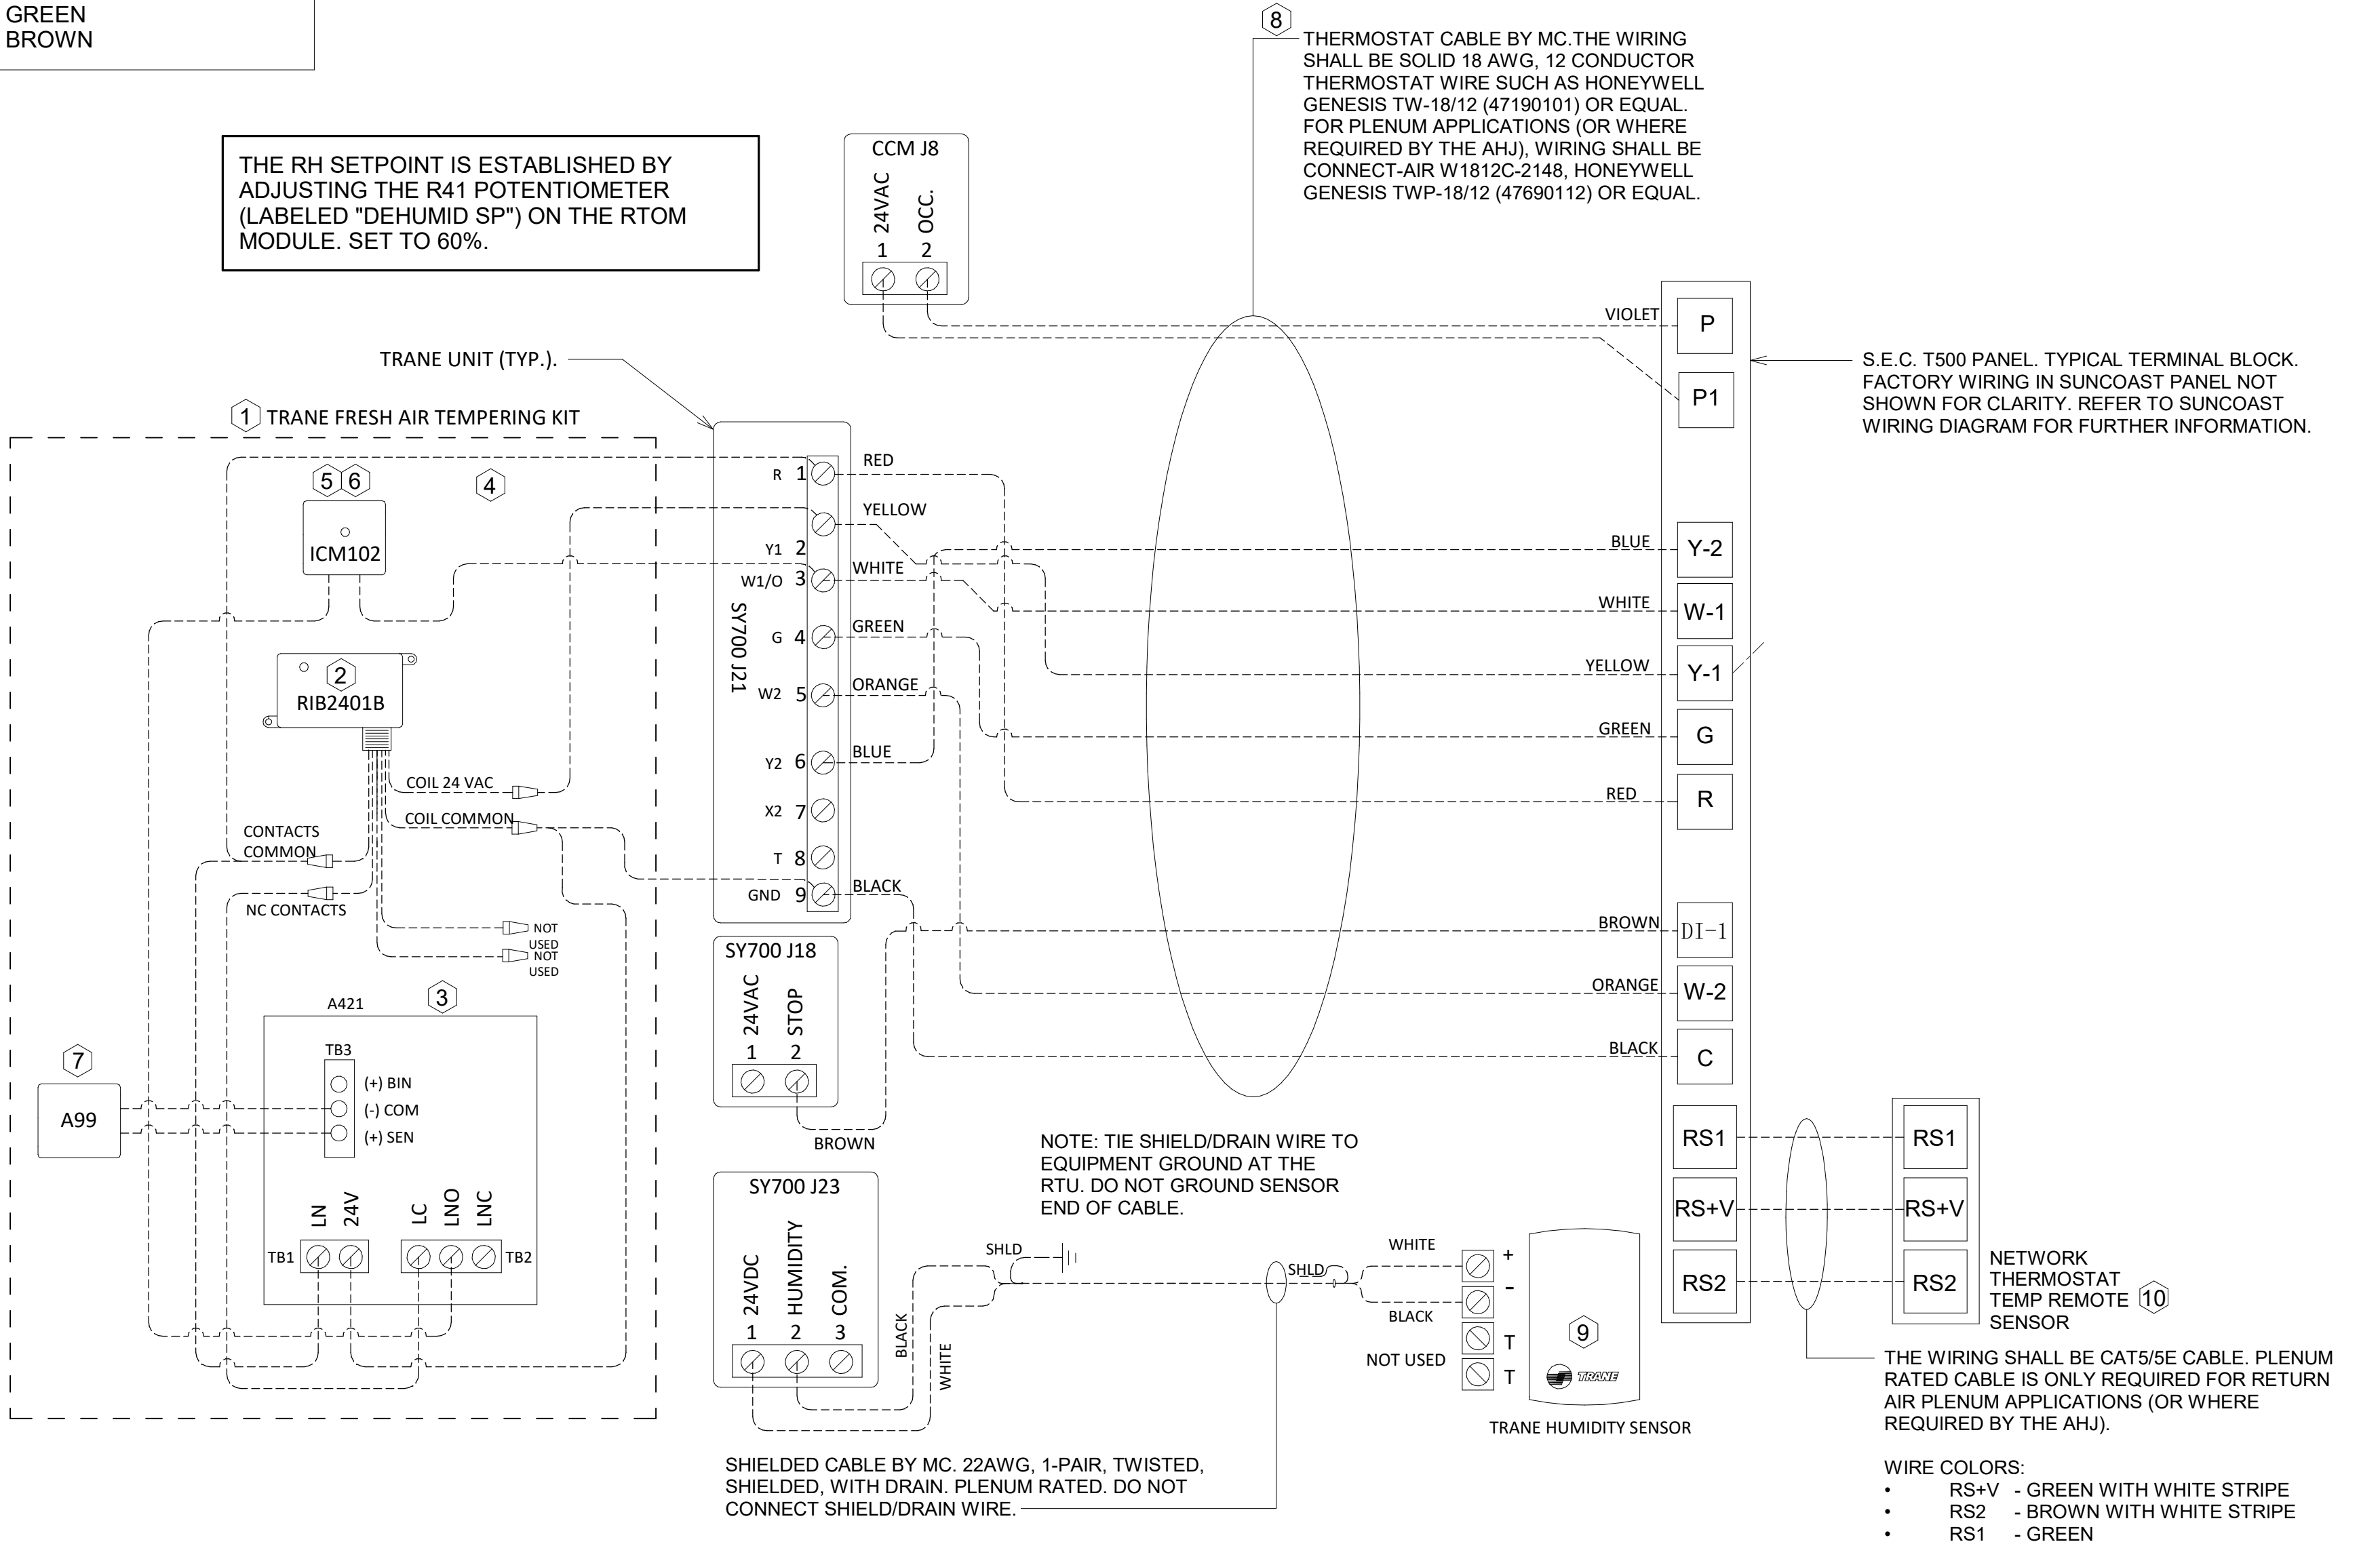 GREEN
BROWN
8
THERMOSTAT CABLE BY MC.THE WIRING
SHALL BE SOLID 18 AWG, 12 CONDUCTOR
THERMOSTAT WIRE SUCH AS HONEYWELL
GENESIS TW-18/12 (47190101) OR EQUAL.
FOR PLENUM APPLICATIONS (OR WHERE
REQUIRED BY THE AHJ), WIRING SHALL BE
CONNECT-AIR W1812C-2148, HONEYWELL
GENESIS TWP-18/12 (47690112) OR EQUAL.
THE RH SETPOINT IS ESTABLISHED BY
ADJUSTING THE R41 POTENTIOMETER
(LABELED "DEHUMID SP") ON THE RTOM
MODULE. SET TO 60%.
CCM J8
24VAC
OCC.
1 2
TRANE UNIT (TYP.).
1 TRANE FRESH AIR TEMPERING KIT
5 6
4
ICM102
2
RIB2401B
COIL 24 VAC
COIL COMMON
CONTACTS
COMMON
NC CONTACTS
NOT
USED
NOT
USED
A421
3
TB3
(+) BIN
(-) COM
(+) SEN
7
A99
LN
24V
LC
LNO
LNC
TB1
TB2
SY700 J21
R 1
Y1 2
W1/O 3
G 4
W2 5
Y2 6
X2 7
T 8
GND 9
RED
YELLOW
WHITE
GREEN
ORANGE
BLUE
BLACK
SY700 J18
24VAC
STOP
1 2
BROWN
SY700 J23
24VDC
HUMIDITY
COM.
1 2 3
BLACK
WHITE
NOTE: TIE SHIELD/DRAIN WIRE TO
EQUIPMENT GROUND AT THE
RTU. DO NOT GROUND SENSOR
END OF CABLE.
SHLD
SHLD
WHITE
BLACK
NOT USED
+
-
T
T
9
TRANE
TRANE HUMIDITY SENSOR
SHIELDED CABLE BY MC. 22AWG, 1-PAIR, TWISTED,
SHIELDED, WITH DRAIN. PLENUM RATED. DO NOT
CONNECT SHIELD/DRAIN WIRE.
VIOLET
P
P1
BLUE
Y-2
WHITE
W-1
YELLOW
Y-1
GREEN
G
RED
R
BROWN
DI-1
ORANGE
W-2
BLACK
C
RS1
RS+V
RS2
S.E.C. T500 PANEL. TYPICAL TERMINAL BLOCK.
FACTORY WIRING IN SUNCOAST PANEL NOT
SHOWN FOR CLARITY. REFER TO SUNCOAST
WIRING DIAGRAM FOR FURTHER INFORMATION.
RS1
RS+V
RS2
NETWORK
THERMOSTAT
TEMP REMOTE 10
SENSOR
THE WIRING SHALL BE CAT5/5E CABLE. PLENUM
RATED CABLE IS ONLY REQUIRED FOR RETURN
AIR PLENUM APPLICATIONS (OR WHERE
REQUIRED BY THE AHJ).
WIRE COLORS:
• RS+V - GREEN WITH WHITE STRIPE
• RS2 - BROWN WITH WHITE STRIPE
• RS1 - GREEN